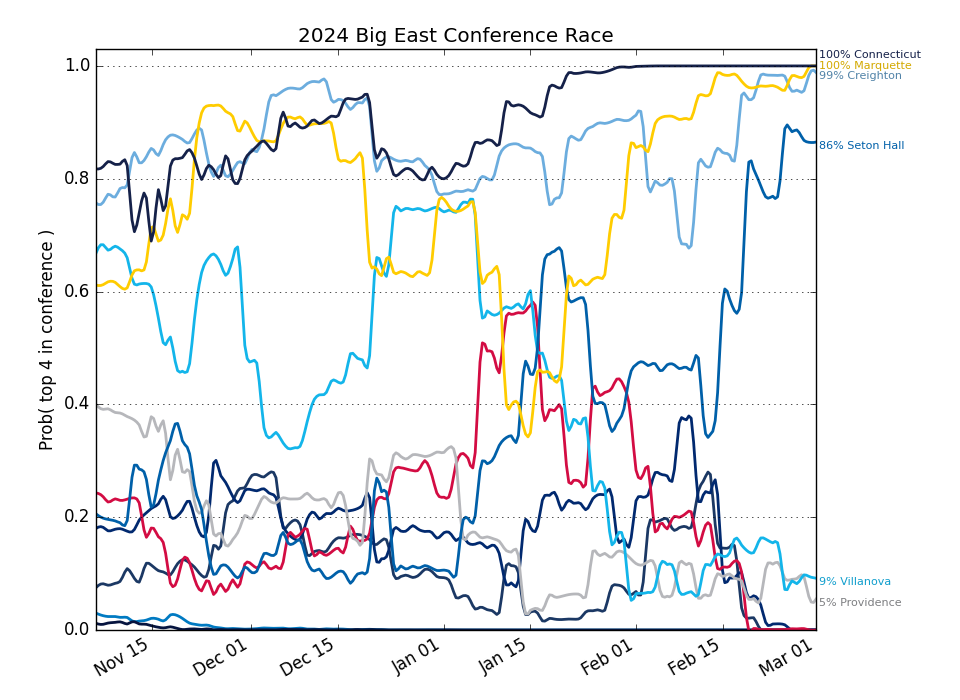 2024 Big East Conference Race
100% Connecticut
100% Marquette
99% Creighton
86% Seton Hall
9% Villanova
5% Providence
Prob( top 4 in conference )
1.0
0.8
0.6
0.4
0.2
0.0
Nov 15
Dec 01
Dec 15
Jan 01
Jan 15
Feb 01
Feb 15
Mar 01